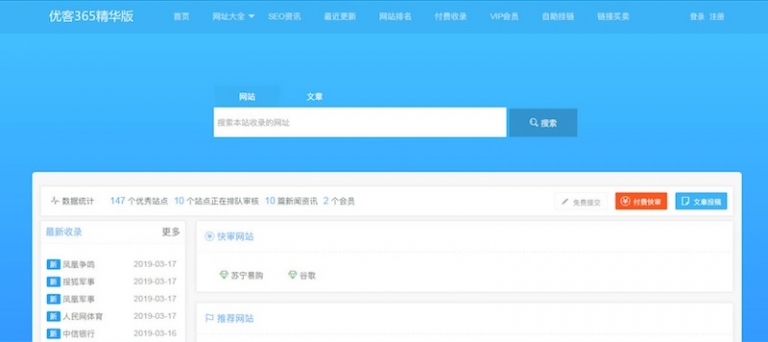 优客365精华版 首页 网址大全 SEO资讯 最近更新 网站排名 付费收录 VIP会员 自助挂链 链接买卖 登录 注册
网站 文章
搜索本站收录的网址 搜索
数据统计 147 个优秀站点 10 个站点正在排队审核 10 篇新闻资讯 2 个会员 免费提交 付费快审 文章投稿
最新收录 更多
新 凤凰争鸣 2019-03-17
新 搜狐军事 2019-03-17
新 凤凰军事 2019-03-17
新 人民网体育 2019-03-17
新 中信银行 2019-03-16
快审网站
苏宁易购 谷歌
推荐网站